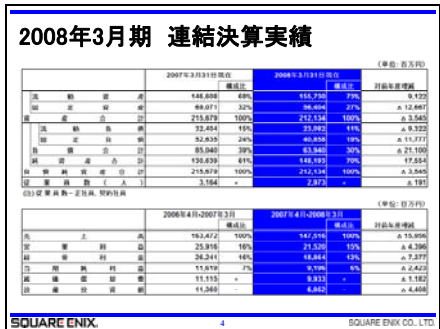 2008年3月期 連結決算実績
(単位:百万円)
2007年3月31日現在 2008年3月31日現在
構成比 構成比 対前年度増減
流動資産 146,608 68% 155,730 73% 9,122
固定資産 69,071 32% 56,404 27% △ 12,667
資産合計 215,679 100% 212,134 100% △ 3,545
流動負債 32,404 15% 23,082 11% △ 9,322
固定負債 52,635 24% 40,858 19% △ 11,777
負債合計 85,040 39% 63,940 30% △ 21,100
純資産合計 130,639 61% 148,193 70% 17,554
負債純資産合計 215,679 100% 212,134 100% △ 3,545
従業員数(人) 3,164 - 2,973 - △ 191
(注)従業員数=正社員、契約社員
(単位:百万円)
2006年4月-2007年3月 2007年4月-2008年3月
構成比 構成比 対前年度増減
売上高 163,472 100% 147,516 100% △ 15,956
営業利益 25,916 16% 21,520 15% △ 4,396
経常利益 26,241 16% 18,864 13% △ 7,377
当期純利益 11,619 7% 9,196 6% △ 2,423
減価償却費 11,115 - 9,933 - △ 1,182
設備投資額 11,360 - 6,952 - △ 4,408
SQUARE ENIX. 4 SQUARE ENIX CO., LTD.